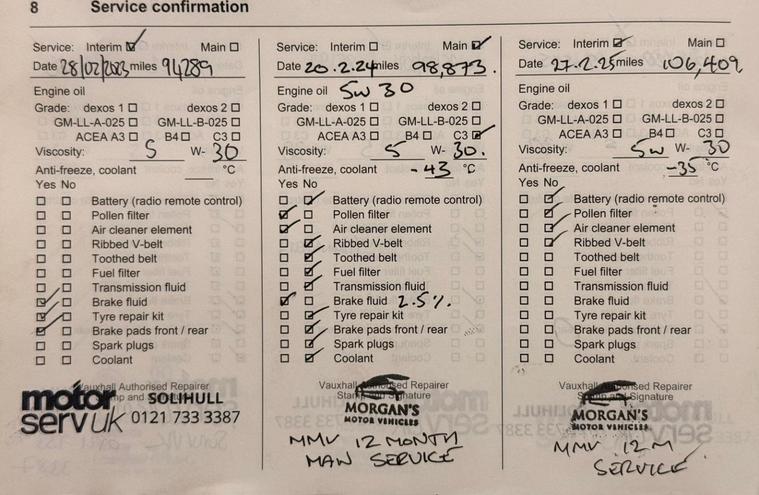 8 Service confirmation
Service: Interim Main
Date 28/02/2023 miles 94289
Engine oil
Grade: dexos 1 dexos 2
GM-LL-A-025 GM-LL-B-025
ACEA A3 B4 C3
Viscosity: 5 W- 30
Anti-freeze, coolant °C
Yes No
Battery (radio remote control)
Pollen filter
Air cleaner element
Ribbed V-belt
Toothed belt
Fuel filter
Transmission fluid
Brake fluid
Tyre repair kit
Brake pads front / rear
Spark plugs
Coolant
Vauxhall Authorised Repairer
Stamp and Signature
motor
servuk
SOLIHULL
0121 733 3387
Service: Interim Main
Date 20.2.24 miles 98,873.
Engine oil 5w 30
Grade: dexos 1 dexos 2
GM-LL-A-025 GM-LL-B-025
ACEA A3 B4 C3
Viscosity: 5 W- 30.
Anti-freeze, coolant -43 °C
Yes No
Battery (radio remote control)
Pollen filter
Air cleaner element
Ribbed V-belt
Toothed belt
Fuel filter
Transmission fluid
Brake fluid 2.5%.
Tyre repair kit
Brake pads front / rear
Spark plugs
Coolant
Vauxhall Authorised Repairer
Stamp and Signature
MORGAN'S
MOTOR VEHICLES
MMV 12 MONTH
MAIN SERVICE
Service: Interim Main
Date 27.2.25 miles 106,409.
Engine oil
Grade: dexos 1 dexos 2
GM-LL-A-025 GM-LL-B-025
ACEA A3 B4 C3
Viscosity: 5w W- 30
Anti-freeze, coolant -35 °C
Yes No
Battery (radio remote control)
Pollen filter
Air cleaner element
Ribbed V-belt
Toothed belt
Fuel filter
Transmission fluid
Brake fluid
Tyre repair kit
Brake pads front / rear
Spark plugs
Coolant
Vauxhall Authorised Repairer
Stamp and Signature
MORGAN'S
MOTOR VEHICLES
MMV 12M
SERVICE